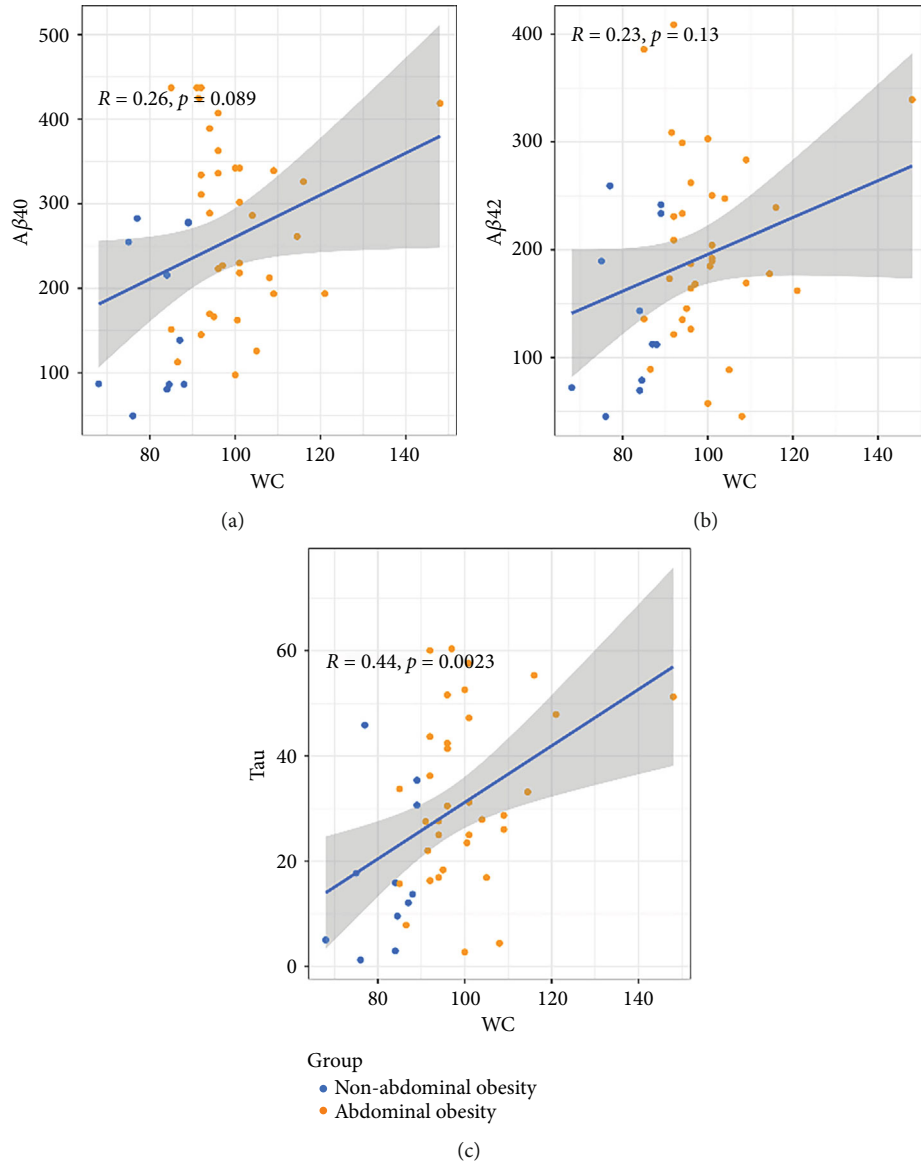 500
400
300
200
100
R = 0.26, p = 0.089
Aβ40
80 100 120 140
WC
(a)
400
300
200
100
R = 0.23, p = 0.13
Aβ42
80 100 120 140
WC
(b)
60
40
20
0
R = 0.44, p = 0.0023
Tau
80 100 120 140
WC
Group
Non-abdominal obesity
Abdominal obesity
(c)